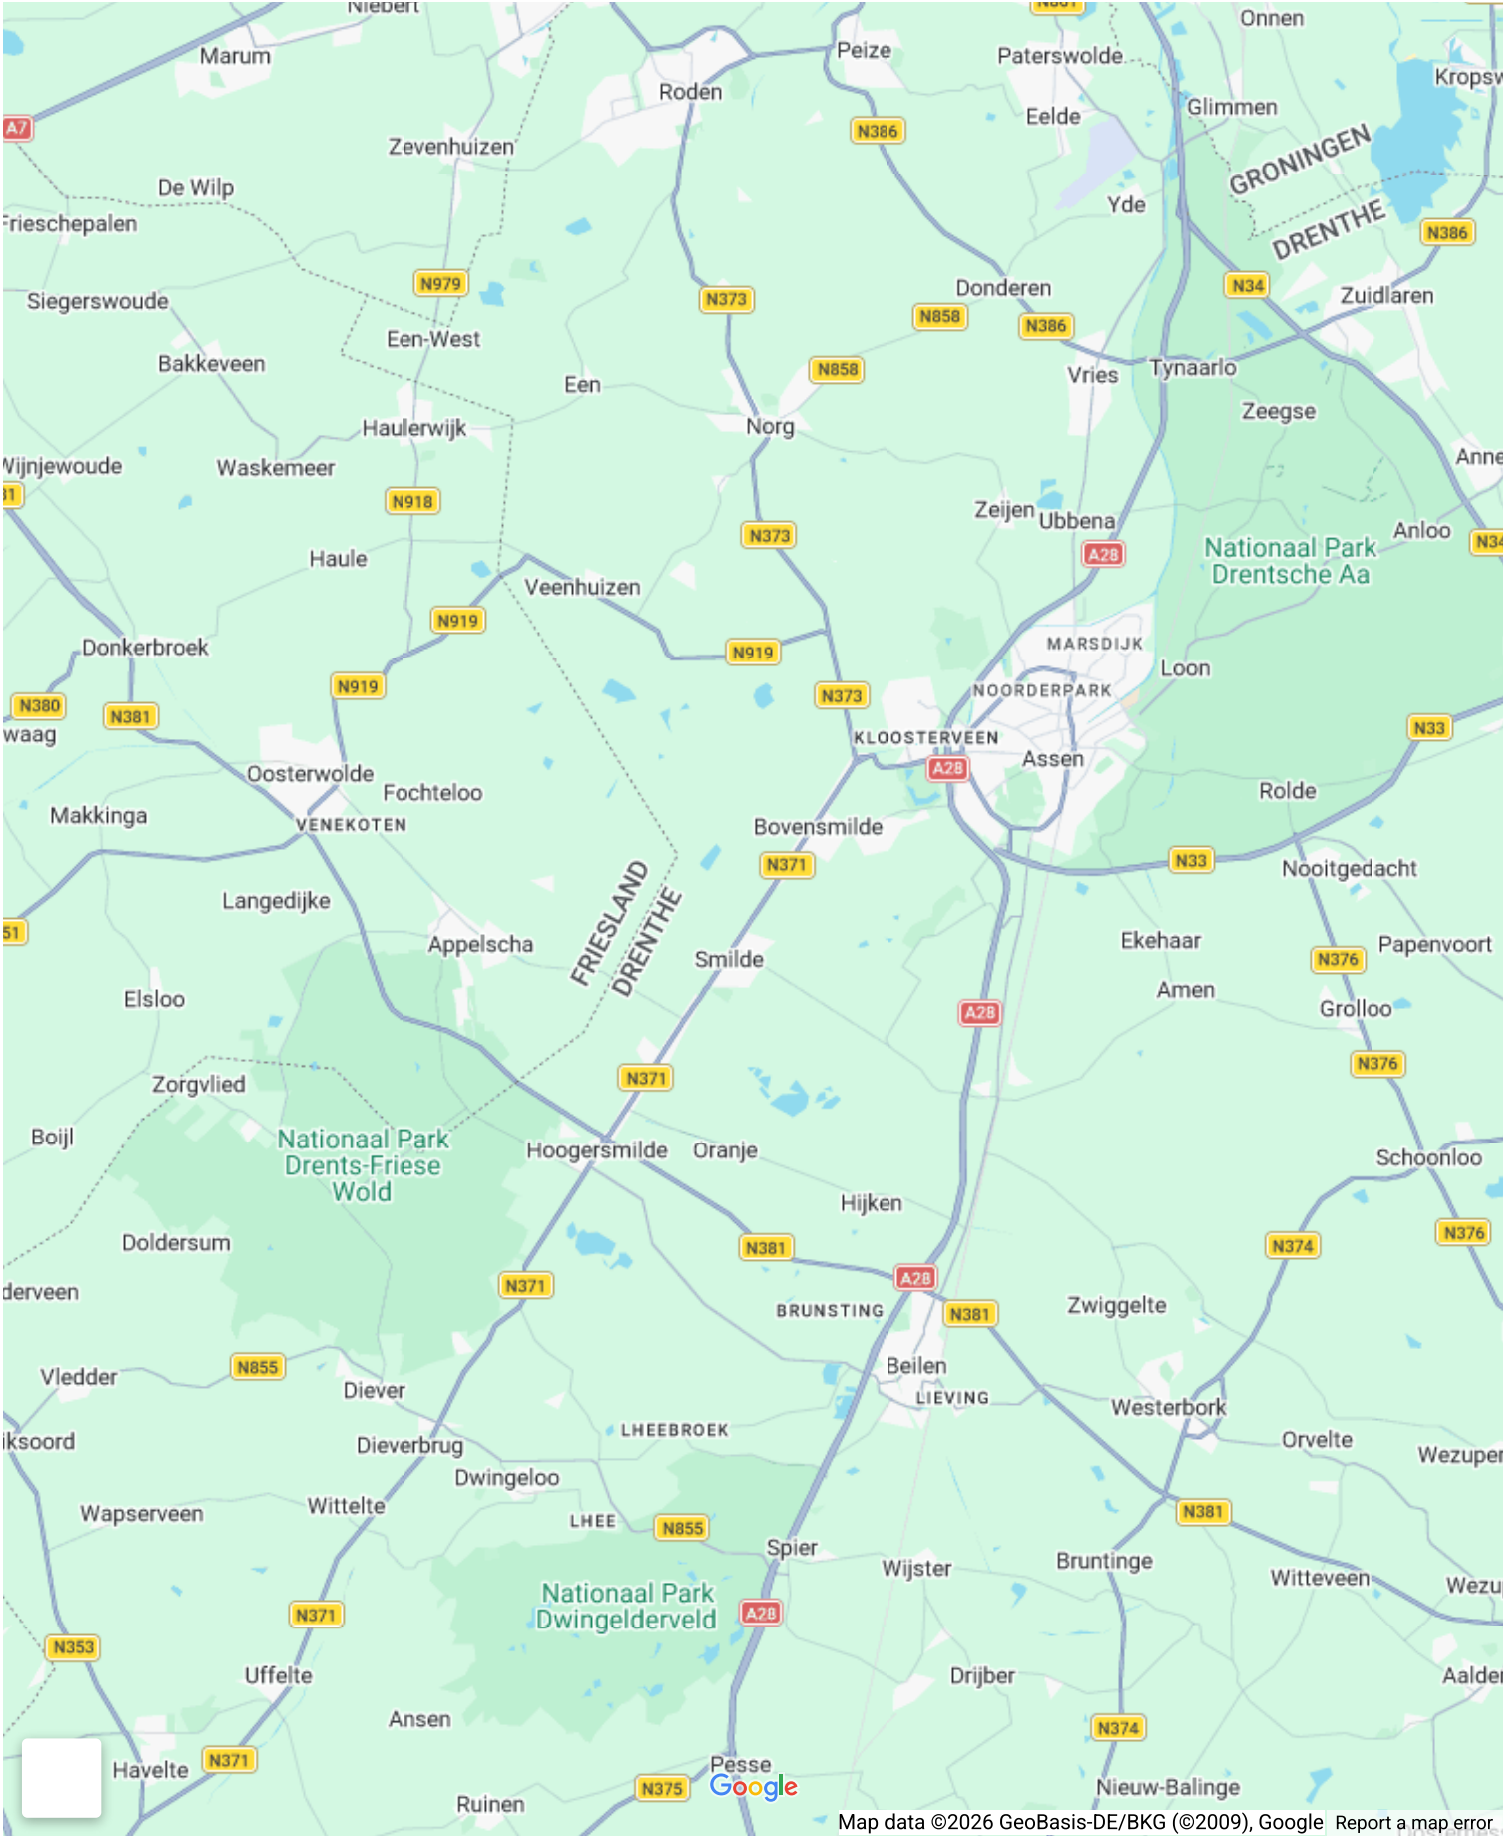 Niebert
N861
Onnen
Marum
Peize
Paterswolde
Roden
Glimmen
A7
Eelde
N386
Zevenhuizen
GRONINGEN
De Wilp
Yde
Frieschepalen
DRENTHE
N386
N979
Donderen
N34
Siegerswoude
N373
N858
Zuidlaren
N386
Een-West
Bakkeveen
N858
Vries
Tynaarlo
Een
Zeegse
Haulerwijk
Norg
Wijnjewoude
Waskemeer
N918
Zeijen
Ubbena
N373
Anloo
A28
Nationaal Park
Drentsche Aa
Haule
Veenhuizen
N919
Donkerbroek
MARSDIJK
N919
Loon
N919
N373
NOORDERPARK
N380
N381
N33
waag
KLOOSTERVEEN
Assen
A28
Oosterwolde
Fochteloo
Rolde
Makkinga
VENEKOTEN
Bovensmilde
N371
N33
Nooitgedacht
Langedijke
FRIESLAND
DRENTHE
51
Appelscha
Ekehaar
Papenvoort
Smilde
N376
Elsloo
Amen
Grolloo
A28
N371
N376
Zorgvlied
Boijl
Nationaal Park
Drents-Friese
Wold
Hoogersmilde
Oranje
Schoonloo
Hijken
Doldersum
N381
N374
N376
derveen
N371
A28
BRUNSTING
N381
Zwiggelte
Vledder
N855
Diever
Beilen
LIEVING
Westerbork
iksoord
LHEEBROEK
Dieverbrug
Orvelte
Dwingeloo
Wapserveen
Wittelte
LHEE
N855
N381
Spier
Wijster
Bruntinge
Witteveen
Nationaal Park
Dwingelderveld
N371
A28
N353
Uffelte
Drijber
Ansen
N374
Havelte
N371
Pesse
Google
N375
Nieuw-Balinge
Ruinen
Map data ©2026 GeoBasis-DE/BKG (©2009), Google
Report a map error